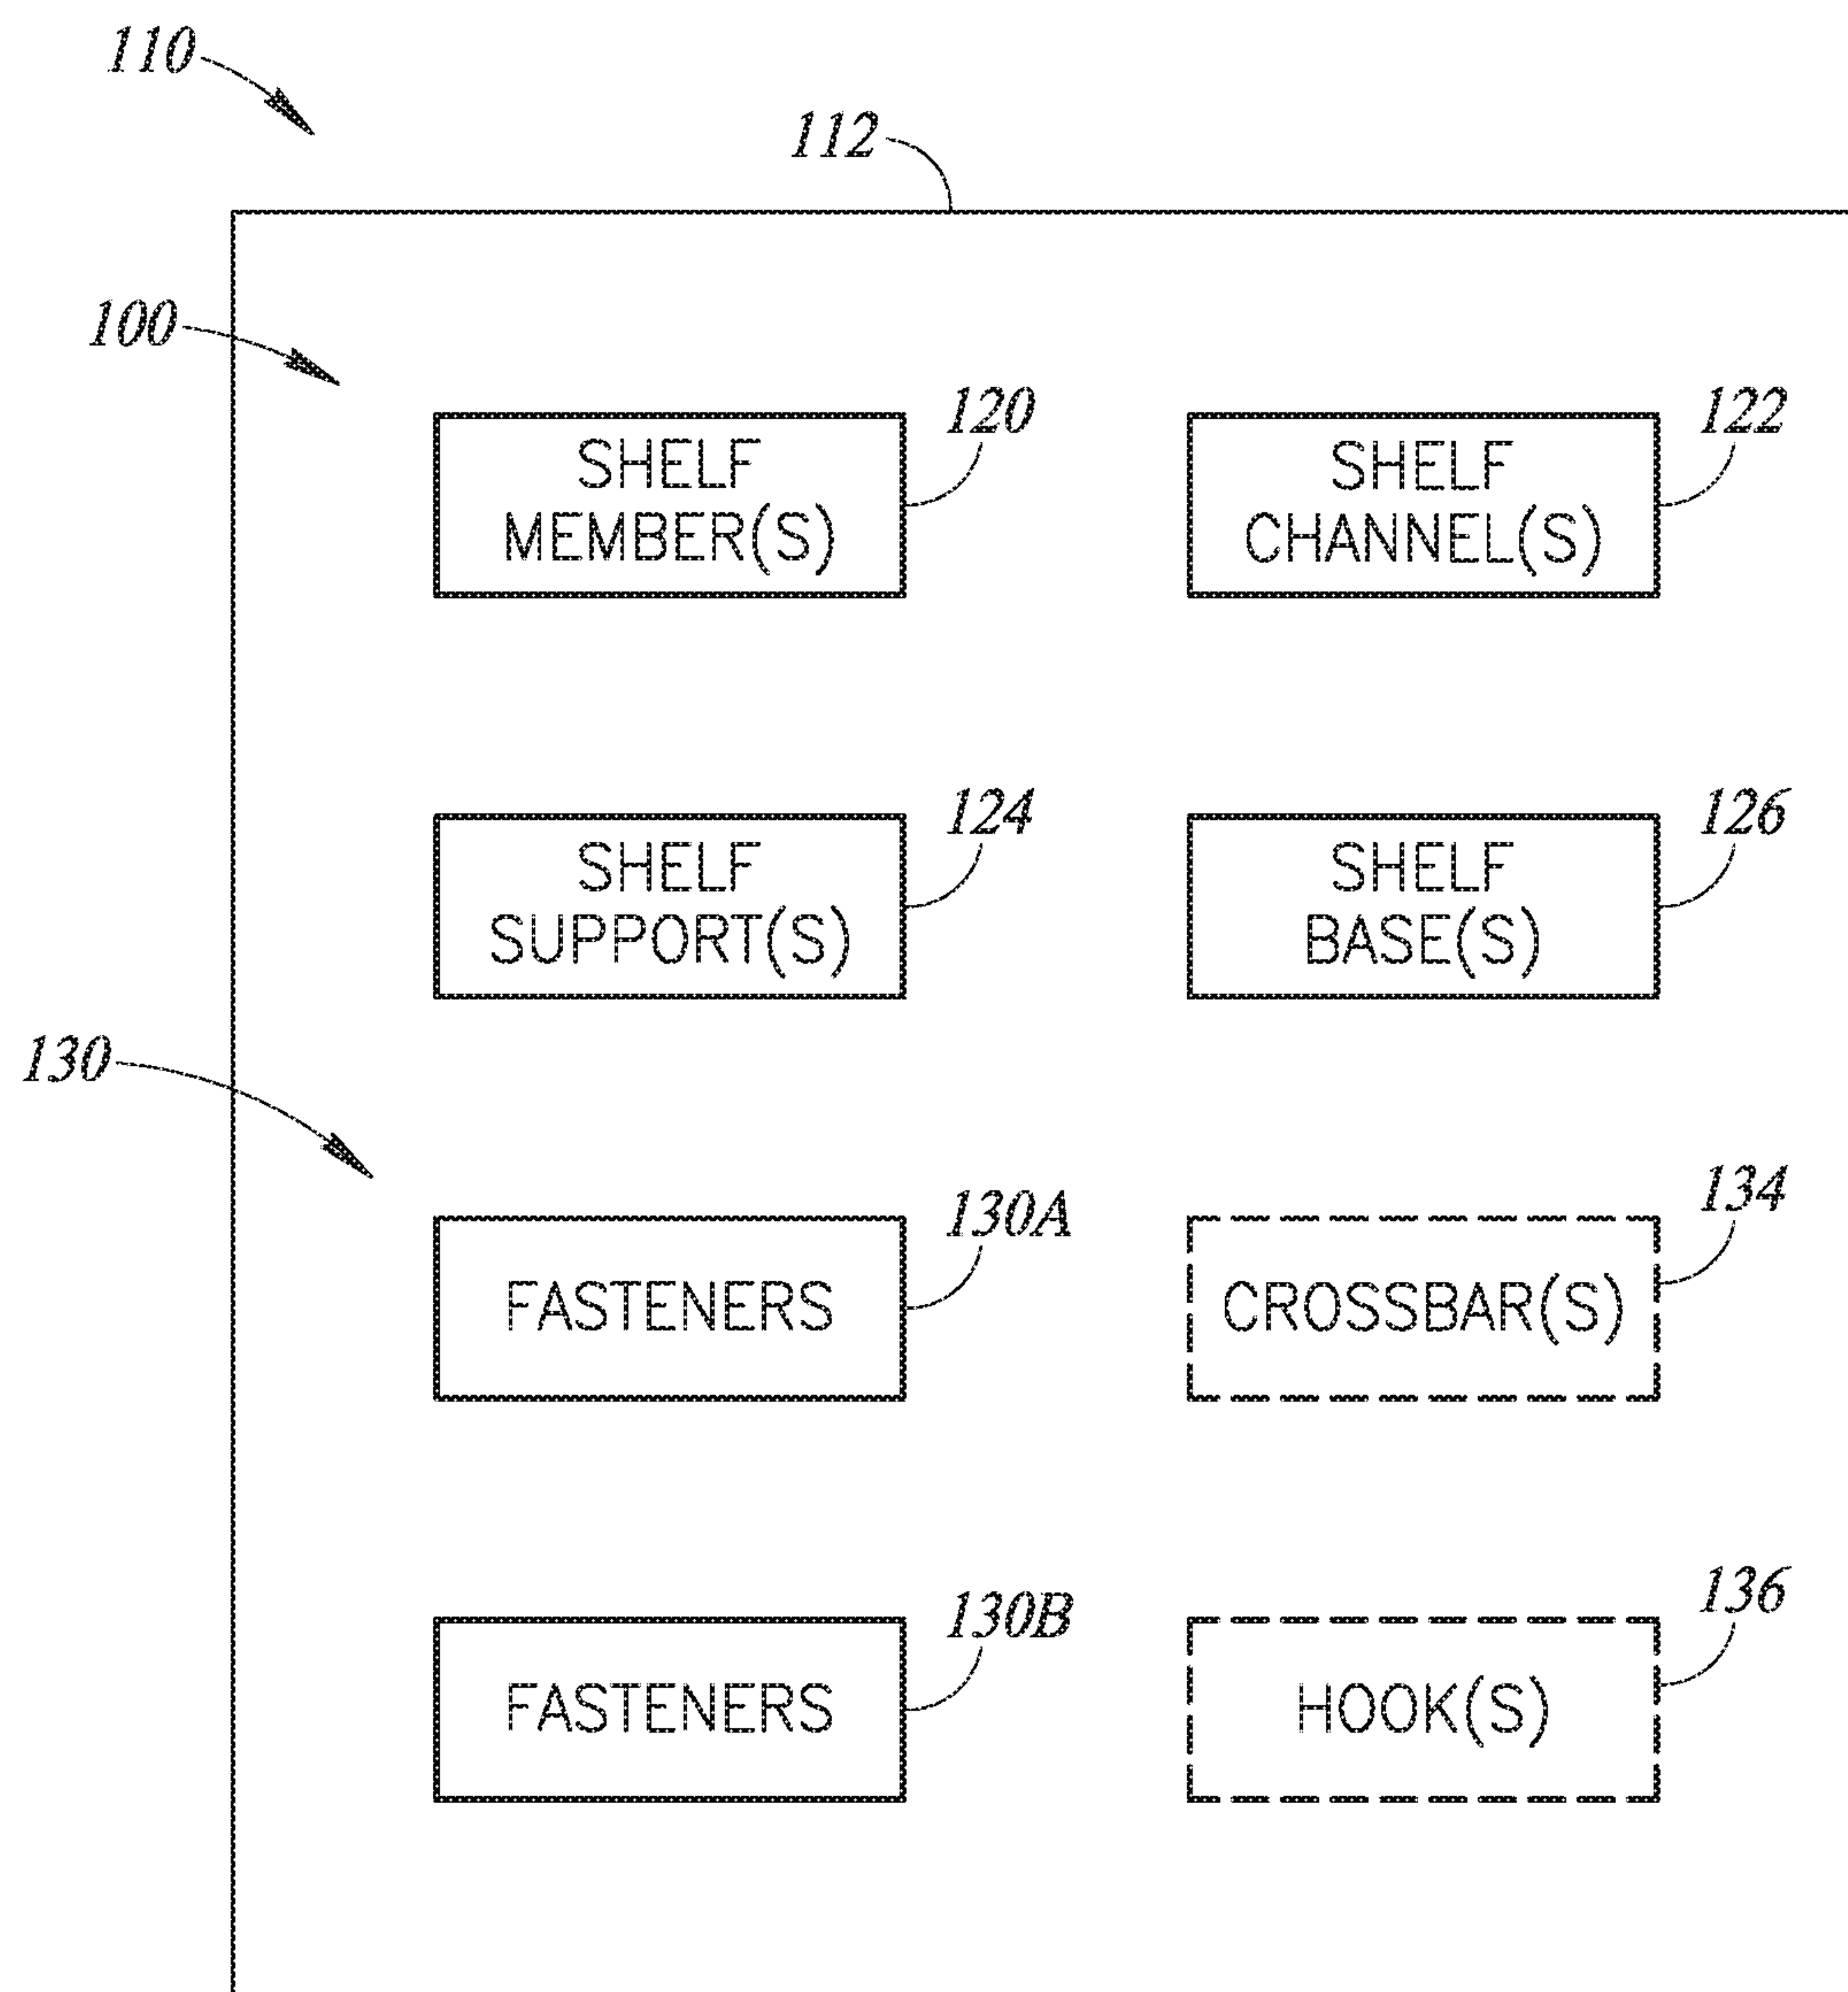 110
112
100
120
122
SHELF
MEMBER(S)
SHELF
CHANNEL(S)
124
126
SHELF
SUPPORT(S)
SHELF
BASE(S)
130
130A
134
FASTENERS
CROSSBAR(S)
130B
136
FASTENERS
HOOK(S)